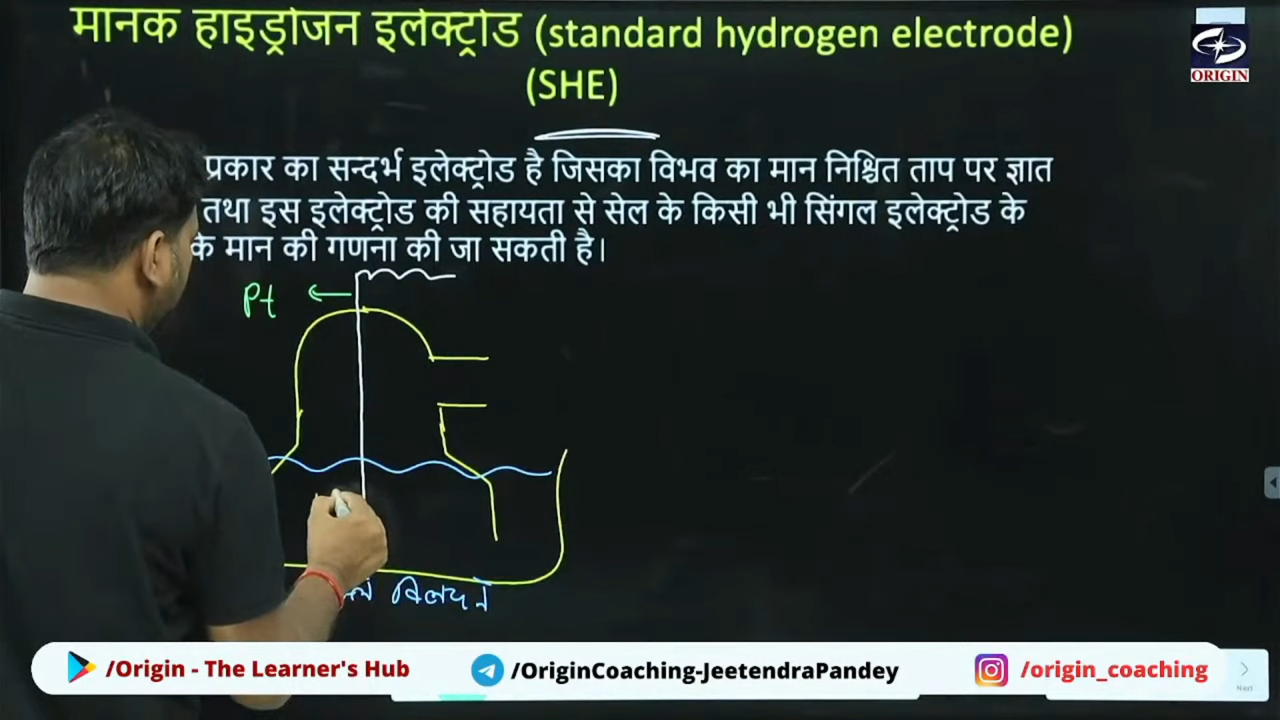 मानक हाइड्रोजन इलेक्ट्रोड (standard hydrogen electrode)
(SHE)
ORIGIN
प्रकार का सन्दर्भ इलेक्ट्रोड है जिसका विभव का मान निश्चित ताप पर ज्ञात
तथा इस इलेक्ट्रोड की सहायता से सेल के किसी भी सिंगल इलेक्ट्रोड के
के मान की गणना की जा सकती है।
Pt
विलयन
/Origin - The Learner's Hub
/OriginCoaching-JeetendraPandey
/origin_coaching
Next